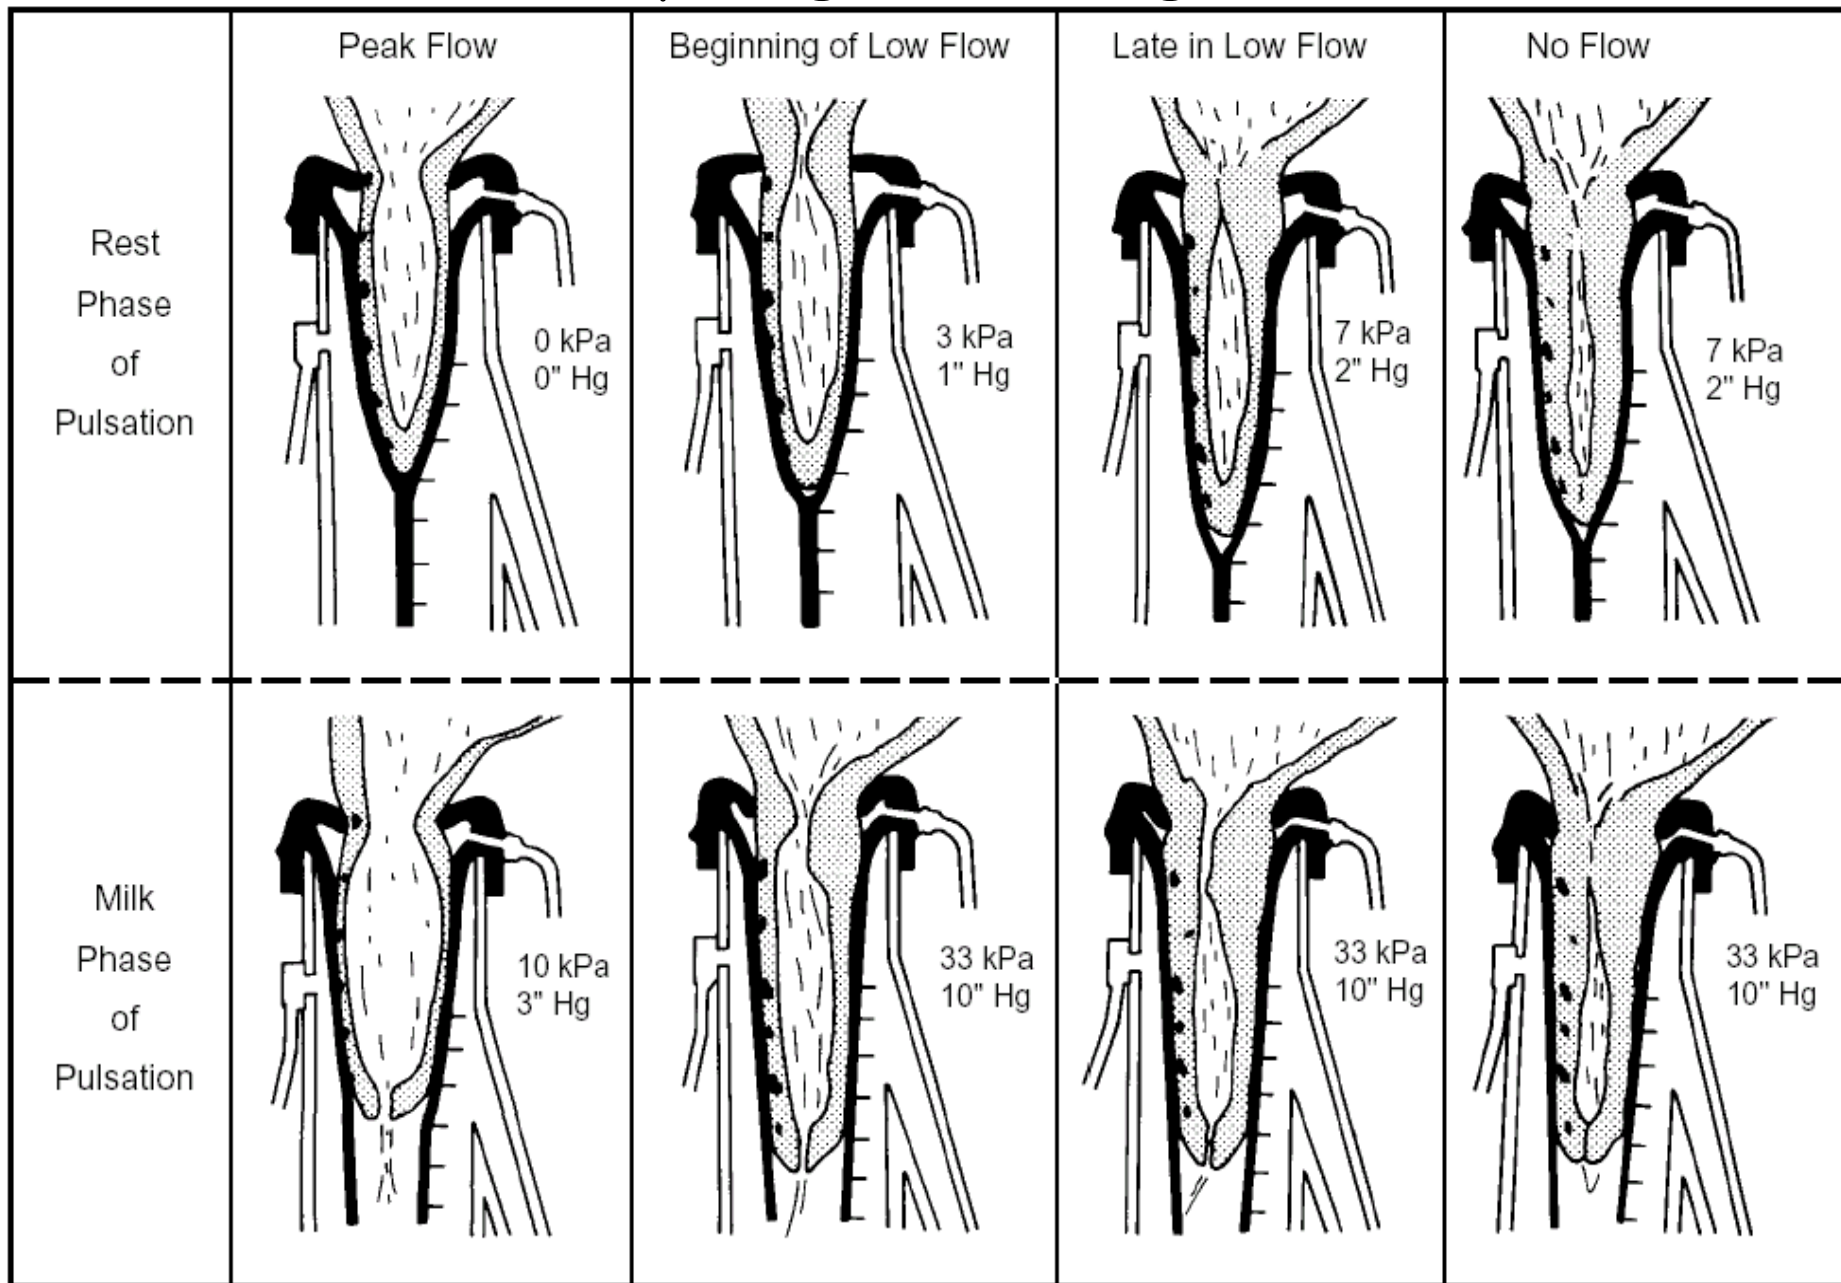 Peak Flow
Beginning of Low Flow
Late in Low Flow
No Flow
Rest
Phase
of
Pulsation
0 kPa
0" Hg
3 kPa
1" Hg
7 kPa
2" Hg
7 kPa
2" Hg
Milk
Phase
of
Pulsation
10 kPa
3" Hg
33 kPa
10" Hg
33 kPa
10" Hg
33 kPa
10" Hg